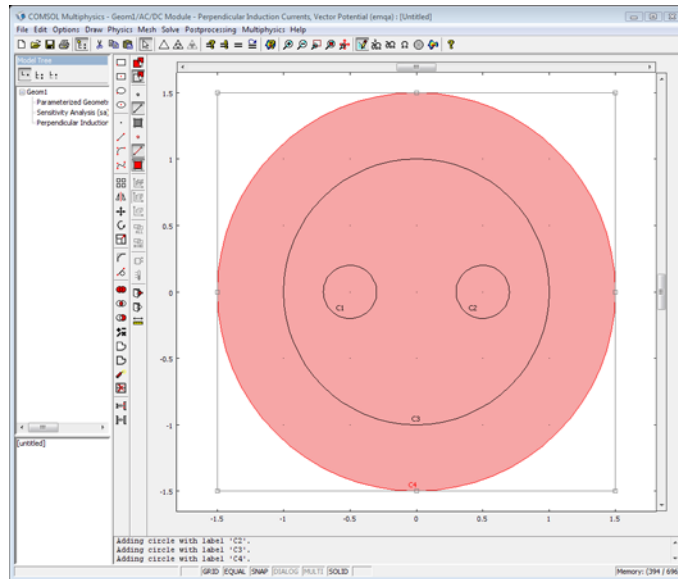 COMSOL Multiphysics - Geom1/AC/DC Module - Perpendicular Induction Currents, Vector Potential (emqa) : [Untitled]
File Edit Options Draw Physics Mesh Solve Postprocessing Multiphysics Help
Model Tree
Geom1
Parameterized Geometr
Sensitivity Analysis (sa)
Perpendicular Induction
[untitled]
1.5
1
0.5
0
-0.5
-1
-1.5
C1
C2
C3
C4
-1.5 -1 -0.5 0 0.5 1 1.5
Adding circle with label 'C2'.
Adding circle with label 'C3'.
Adding circle with label 'C4'.
GRID EQUAL SNAP DIALOG MULTI SOLID
Memory: (394 / 696